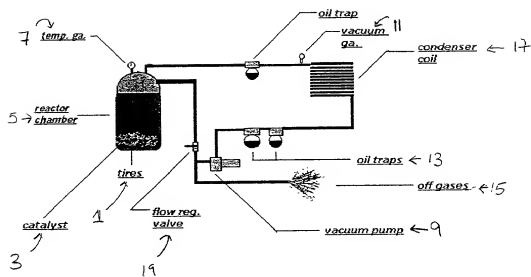 oil trap
11
7 temp. ga.
vacuum
ga.
condenser
coil
17
5 reactor
chamber
oil traps 13
tires
off gases 15
1
catalyst
flow reg.
valve
vacuum pump 9
3
19